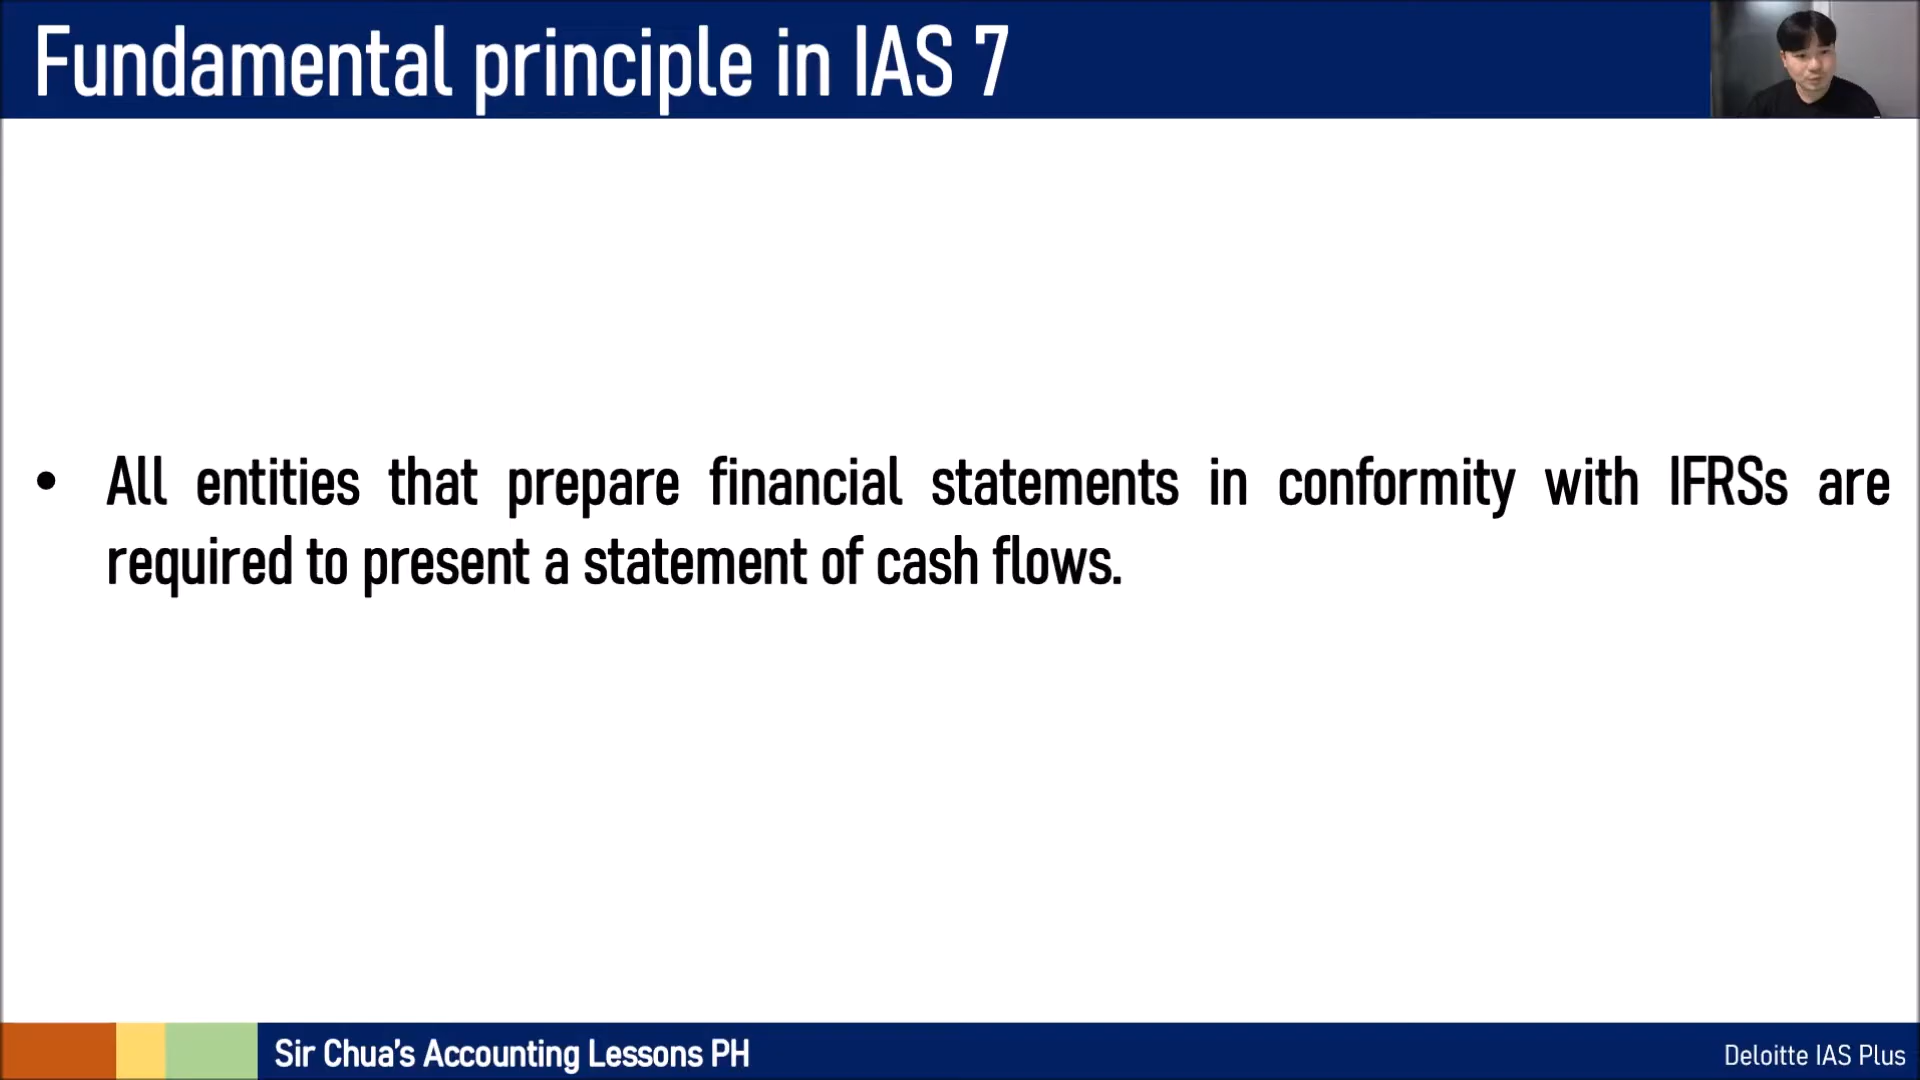 Fundamental principle in IAS 7
• All entities that prepare financial statements in conformity with IFRSs are
required to present a statement of cash flows.
Sir Chua's Accounting Lessons PH
Deloitte IAS Plus